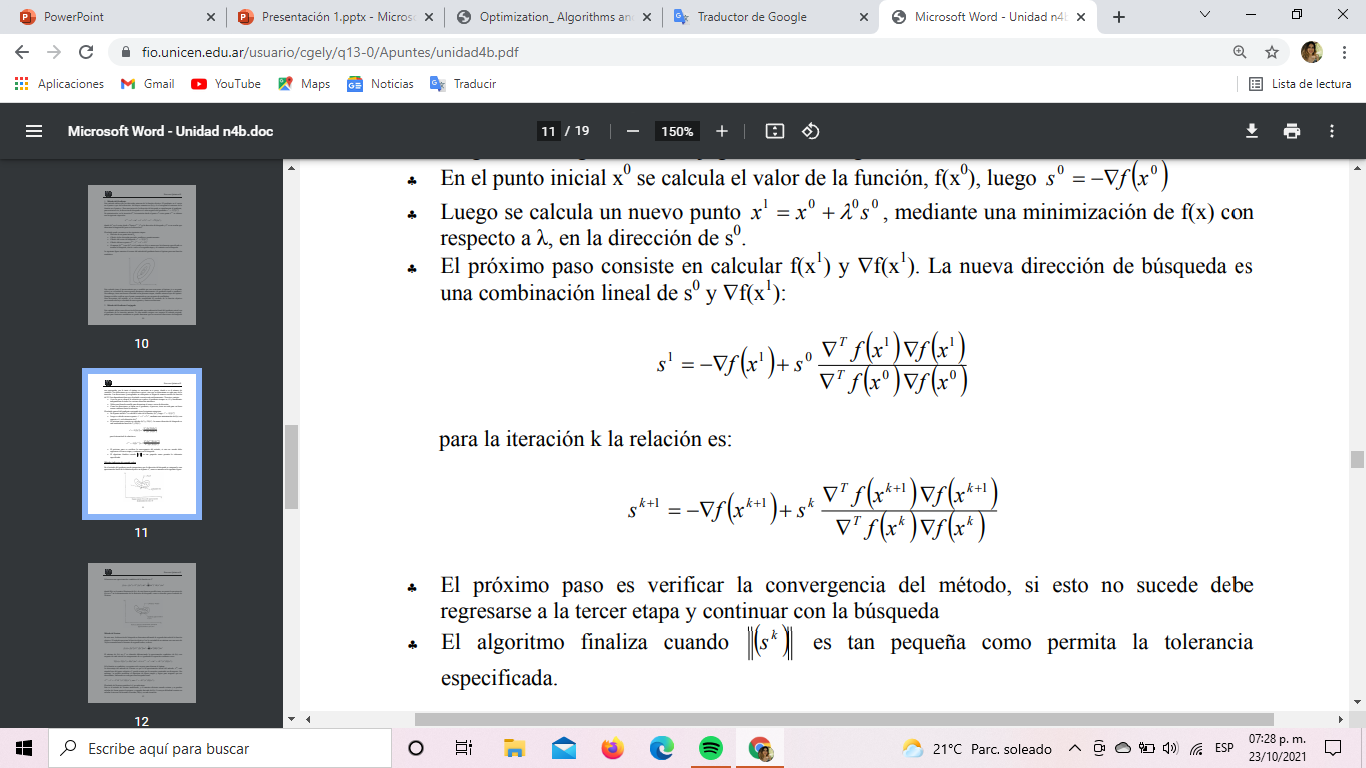 PowerPoint
Presentación 1.pptx - Micros
Optimization_ Algorithms an
Traductor de Google
Microsoft Word - Unidad n4b
fio.unicen.edu.ar/usuario/cgely/q13-0/Apuntes/unidad4b.pdf
Aplicaciones Gmail YouTube Maps Noticias Traducir Lista de lectura
Microsoft Word - Unidad n4b.doc 11 / 19 150%
10
11
12
♣ En el punto inicial x⁰ se calcula el valor de la función, f(x⁰), luego s⁰ = −∇f(x⁰)
♣ Luego se calcula un nuevo punto x¹ = x⁰ + λ⁰s⁰, mediante una minimización de f(x) con
respecto a λ, en la dirección de s⁰.
♣ El próximo paso consiste en calcular f(x¹) y ∇f(x¹). La nueva dirección de búsqueda es
una combinación lineal de s⁰ y ∇f(x¹):
s¹ = −∇f(x¹) + s⁰ ∇ᵀf(x¹)∇f(x¹) / ∇ᵀf(x⁰)∇f(x⁰)
para la iteración k la relación es:
sᵏ⁺¹ = −∇f(xᵏ⁺¹) + sᵏ ∇ᵀf(xᵏ⁺¹)∇f(xᵏ⁺¹) / ∇ᵀf(xᵏ)∇f(xᵏ)
♣ El próximo paso es verificar la convergencia del método, si esto no sucede debe
regresarse a la tercer etapa y continuar con la búsqueda
♣ El algoritmo finaliza cuando ‖(sᵏ)‖ es tan pequeña como permita la tolerancia
especificada.
Escribe aquí para buscar
21°C Parc. soleado
ESP
07:28 p. m.
23/10/2021